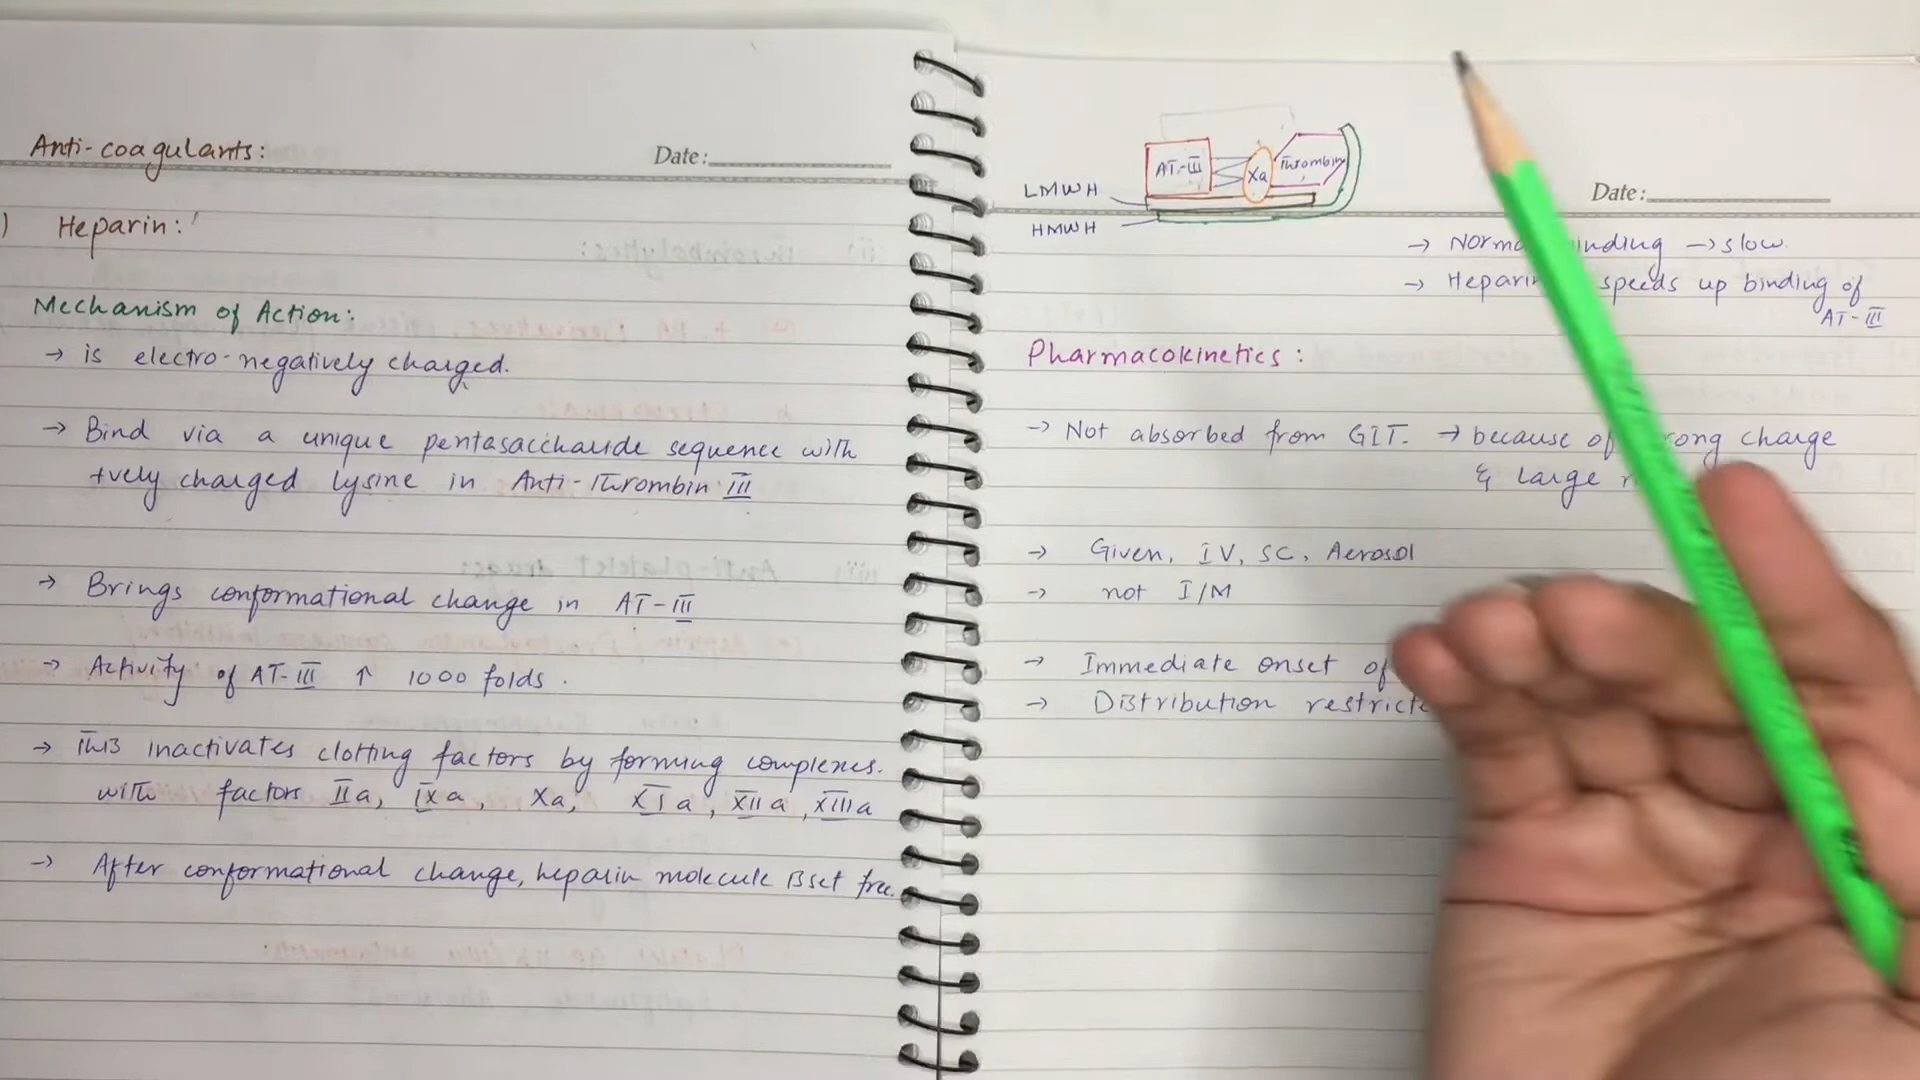 Anti-coagulants:
Date:
) Heparin:
Mechanism of Action:
→ is electro-negatively charged.
→ Bind via a unique pentasaccharide sequence with
+vely charged lysine in Anti-Thrombin III
→ Brings conformational change in AT-III
→ Activity of AT-III ↑ 1000 folds.
→ This inactivates clotting factors by forming complexes.
with factors IIa, IXa, Xa, XIa, XIIa, XIIIa
→ After conformational change, heparin molecule is set free.
AT-III Xa Thrombin
LMWH
HMWH
Date:
→ binding → slow.
→ speeds up binding of
AT-III
Pharmacokinetics:
→ Not absorbed from GIT. → because of charge
& large
→ Given, IV, SC, Aerosol
→ not I/M
→ Immediate onset of
→ Distribution